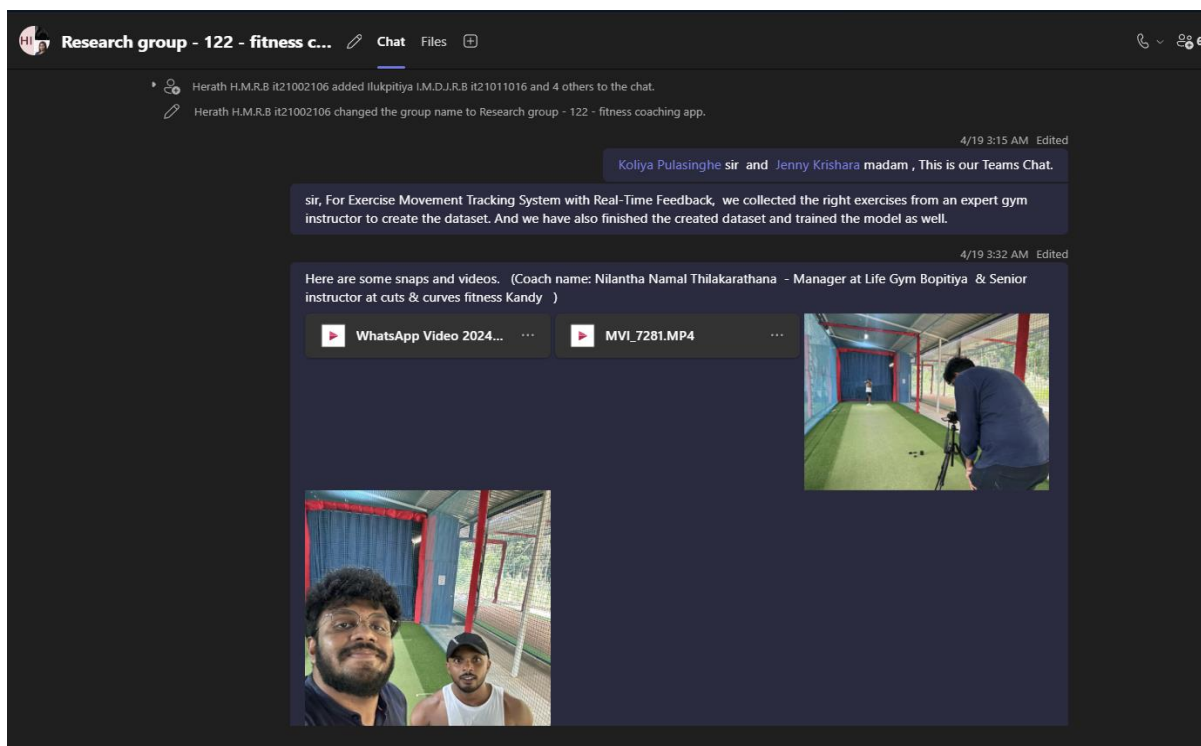 HI
Research group - 122 - fitness c...
Chat
Files
Herath H.M.R.B it21002106 added Ilukpitiya I.M.D.J.R.B it21011016 and 4 others to the chat.
Herath H.M.R.B it21002106 changed the group name to Research group - 122 - fitness coaching app.
4/19 3:15 AM Edited
Koliya Pulasinghe sir and Jenny Krishara madam , This is our Teams Chat.
sir, For Exercise Movement Tracking System with Real-Time Feedback, we collected the right exercises from an expert gym
instructor to create the dataset. And we have also finished the created dataset and trained the model as well.
4/19 3:32 AM Edited
Here are some snaps and videos. (Coach name: Nilantha Namal Thilakarathana - Manager at Life Gym Bopitiya & Senior
instructor at cuts & curves fitness Kandy )
WhatsApp Video 2024... ...
MVI_7281.MP4 ...